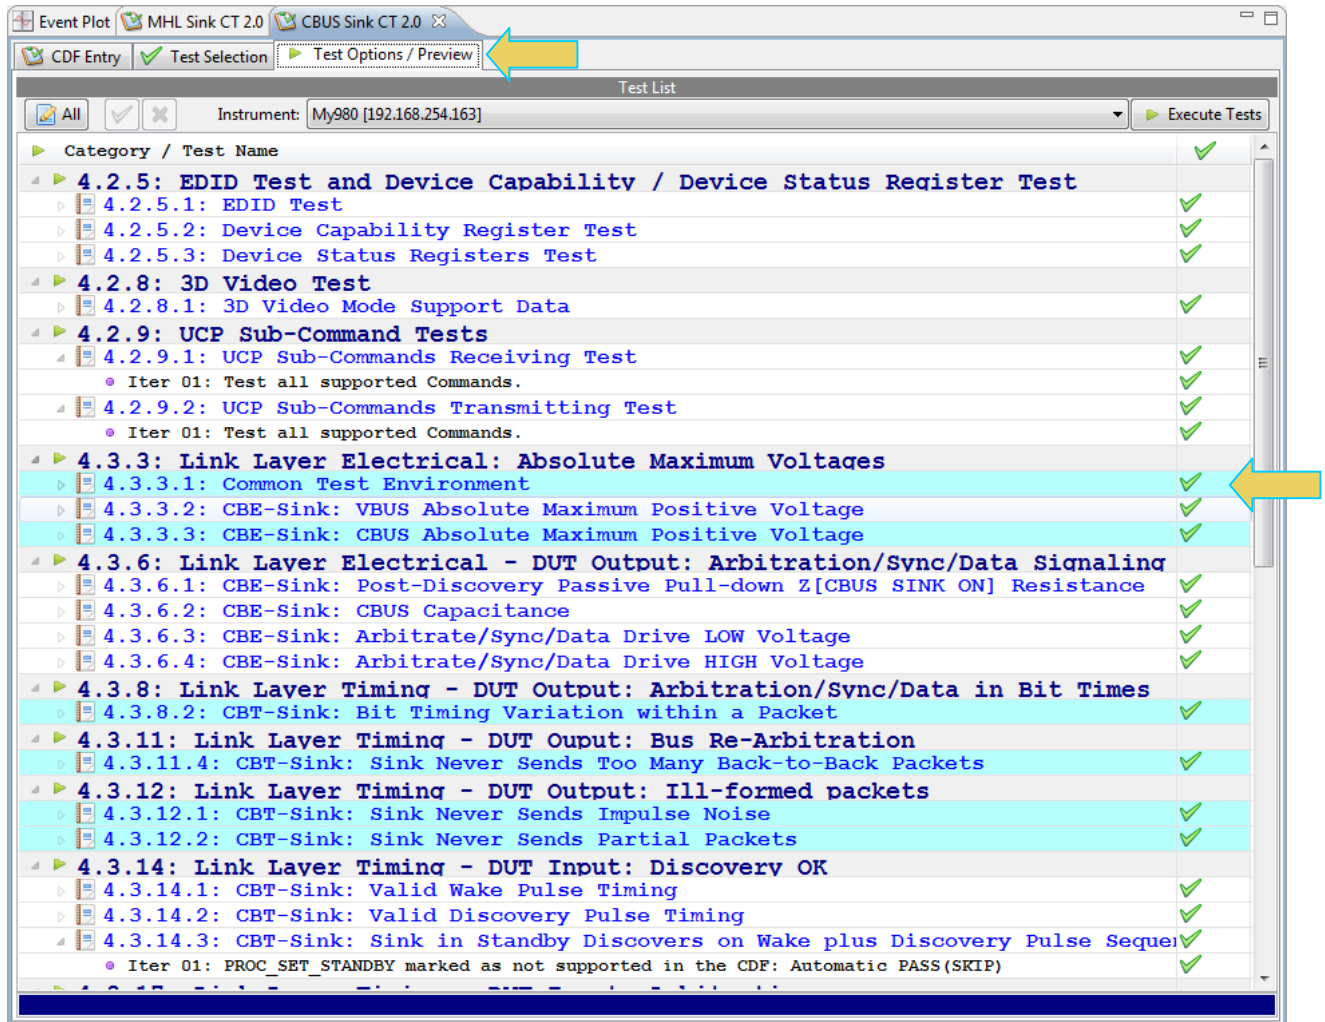 Event Plot MHL Sink CT 2.0 CBUS Sink CT 2.0
CDF Entry Test Selection Test Options / Preview
Test List
All Instrument: My980 [192.168.254.163] Execute Tests
Category / Test Name
4.2.5: EDID Test and Device Capability / Device Status Register Test
4.2.5.1: EDID Test
4.2.5.2: Device Capability Register Test
4.2.5.3: Device Status Registers Test
4.2.8: 3D Video Test
4.2.8.1: 3D Video Mode Support Data
4.2.9: UCP Sub-Command Tests
4.2.9.1: UCP Sub-Commands Receiving Test
Iter 01: Test all supported Commands.
4.2.9.2: UCP Sub-Commands Transmitting Test
Iter 01: Test all supported Commands.
4.3.3: Link Layer Electrical: Absolute Maximum Voltages
4.3.3.1: Common Test Environment
4.3.3.2: CBE-Sink: VBUS Absolute Maximum Positive Voltage
4.3.3.3: CBE-Sink: CBUS Absolute Maximum Positive Voltage
4.3.6: Link Layer Electrical - DUT Output: Arbitration/Sync/Data Signaling
4.3.6.1: CBE-Sink: Post-Discovery Passive Pull-down Z[CBUS SINK ON] Resistance
4.3.6.2: CBE-Sink: CBUS Capacitance
4.3.6.3: CBE-Sink: Arbitrate/Sync/Data Drive LOW Voltage
4.3.6.4: CBE-Sink: Arbitrate/Sync/Data Drive HIGH Voltage
4.3.8: Link Layer Timing - DUT Output: Arbitration/Sync/Data in Bit Times
4.3.8.2: CBT-Sink: Bit Timing Variation within a Packet
4.3.11: Link Layer Timing - DUT Ouput: Bus Re-Arbitration
4.3.11.4: CBT-Sink: Sink Never Sends Too Many Back-to-Back Packets
4.3.12: Link Layer Timing - DUT Output: Ill-formed packets
4.3.12.1: CBT-Sink: Sink Never Sends Impulse Noise
4.3.12.2: CBT-Sink: Sink Never Sends Partial Packets
4.3.14: Link Layer Timing - DUT Input: Discovery OK
4.3.14.1: CBT-Sink: Valid Wake Pulse Timing
4.3.14.2: CBT-Sink: Valid Discovery Pulse Timing
4.3.14.3: CBT-Sink: Sink in Standby Discovers on Wake plus Discovery Pulse Seque
Iter 01: PROC_SET_STANDBY marked as not supported in the CDF: Automatic PASS(SKIP)